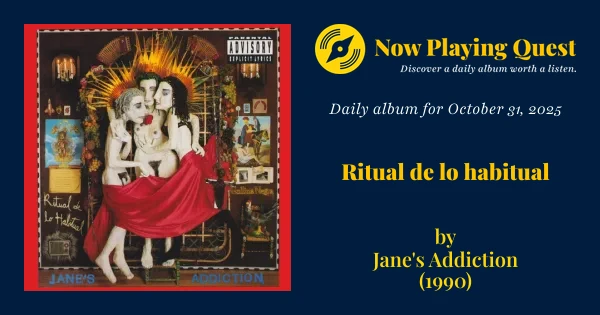 PARENTAL
ADVISORY
EXPLICIT LYRICS
Ritual de
lo Habitual
JANE'S ADDICTION
Now Playing Quest
Discover a daily album worth a listen.
Daily album for October 31, 2025
Ritual de lo habitual
by
Jane's Addiction
(1990)